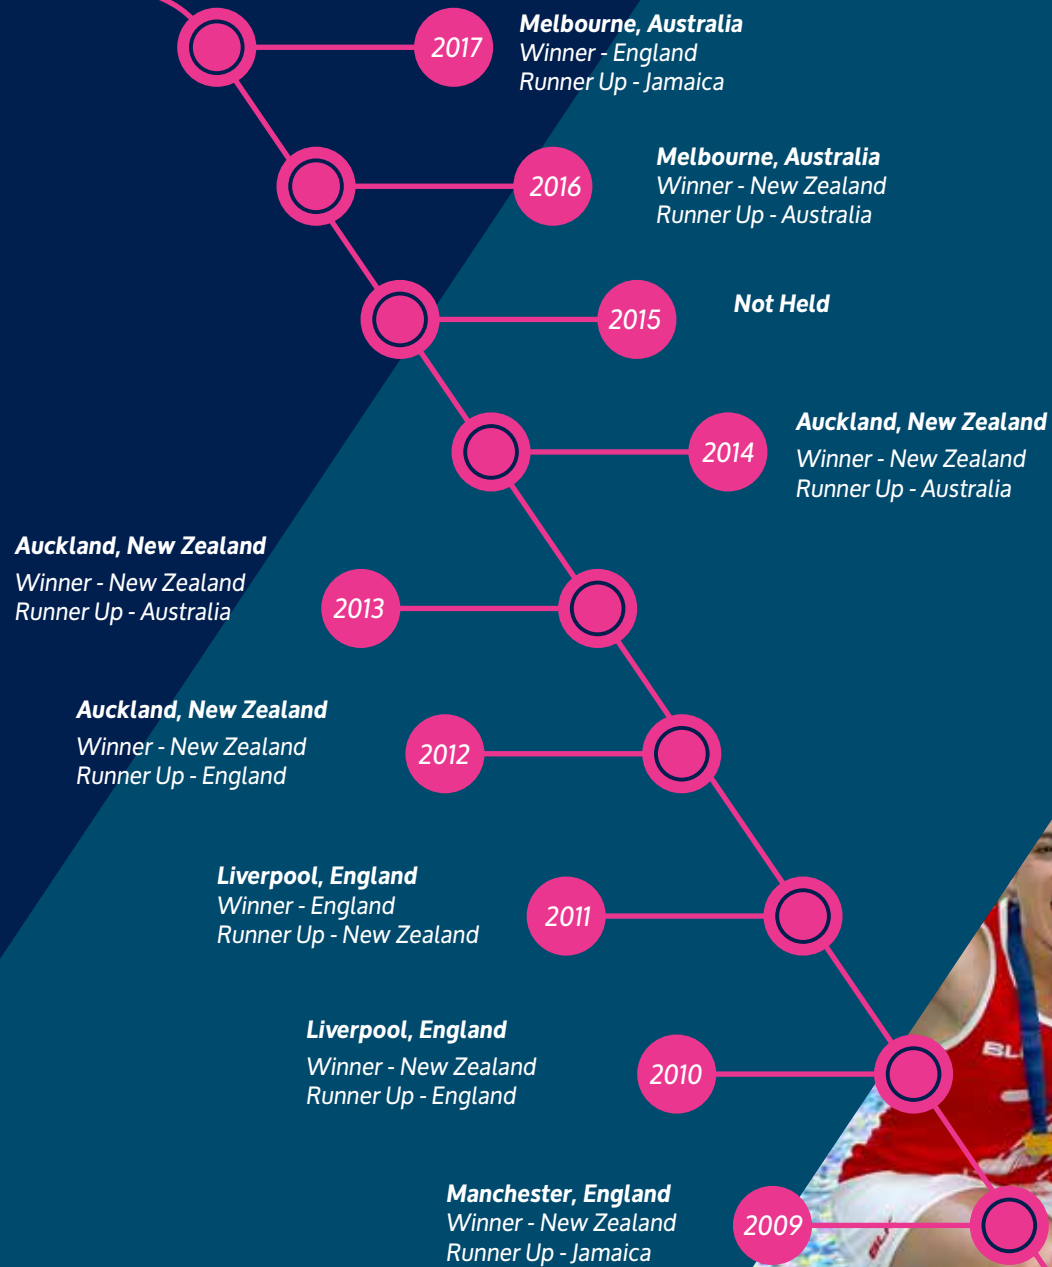 2017
Melbourne, Australia
Winner - England
Runner Up - Jamaica
2016
Melbourne, Australia
Winner - New Zealand
Runner Up - Australia
2015
Not Held
2014
Auckland, New Zealand
Winner - New Zealand
Runner Up - Australia
Auckland, New Zealand
Winner - New Zealand
Runner Up - Australia
2013
Auckland, New Zealand
Winner - New Zealand
Runner Up - England
2012
Liverpool, England
Winner - England
Runner Up - New Zealand
2011
Liverpool, England
Winner - New Zealand
Runner Up - England
2010
Manchester, England
Winner - New Zealand
Runner Up - Jamaica
2009